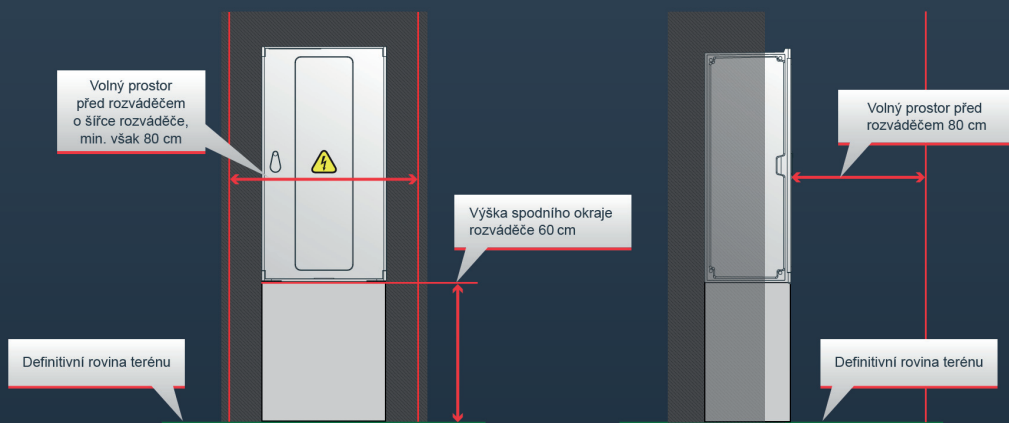 Volný prostor
před rozváděčem
o šířce rozváděče,
min. však 80 cm
Volný prostor před
rozváděčem 80 cm
Výška spodního okraje
rozváděče 60 cm
Definitivní rovina terénu
Definitivní rovina terénu